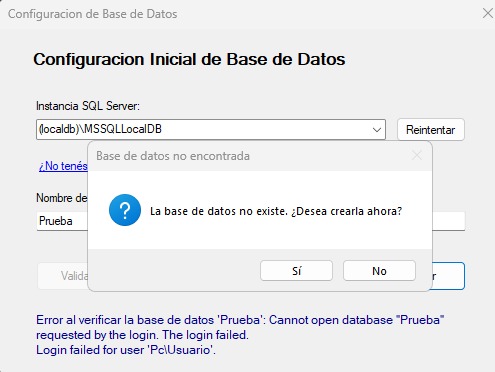 Configuracion de Base de Datos
Configuracion Inicial de Base de Datos
Instancia SQL Server:
(localdb)\MSSQLLocalDB
Reintentar
¿No tenés
Base de datos no encontrada
La base de datos no existe. ¿Desea crearla ahora?
Sí
No
Nombre de
Prueba
Valida
Error al verificar la base de datos 'Prueba': Cannot open database "Prueba"
requested by the login. The login failed.
Login failed for user 'Pc\Usuario'.